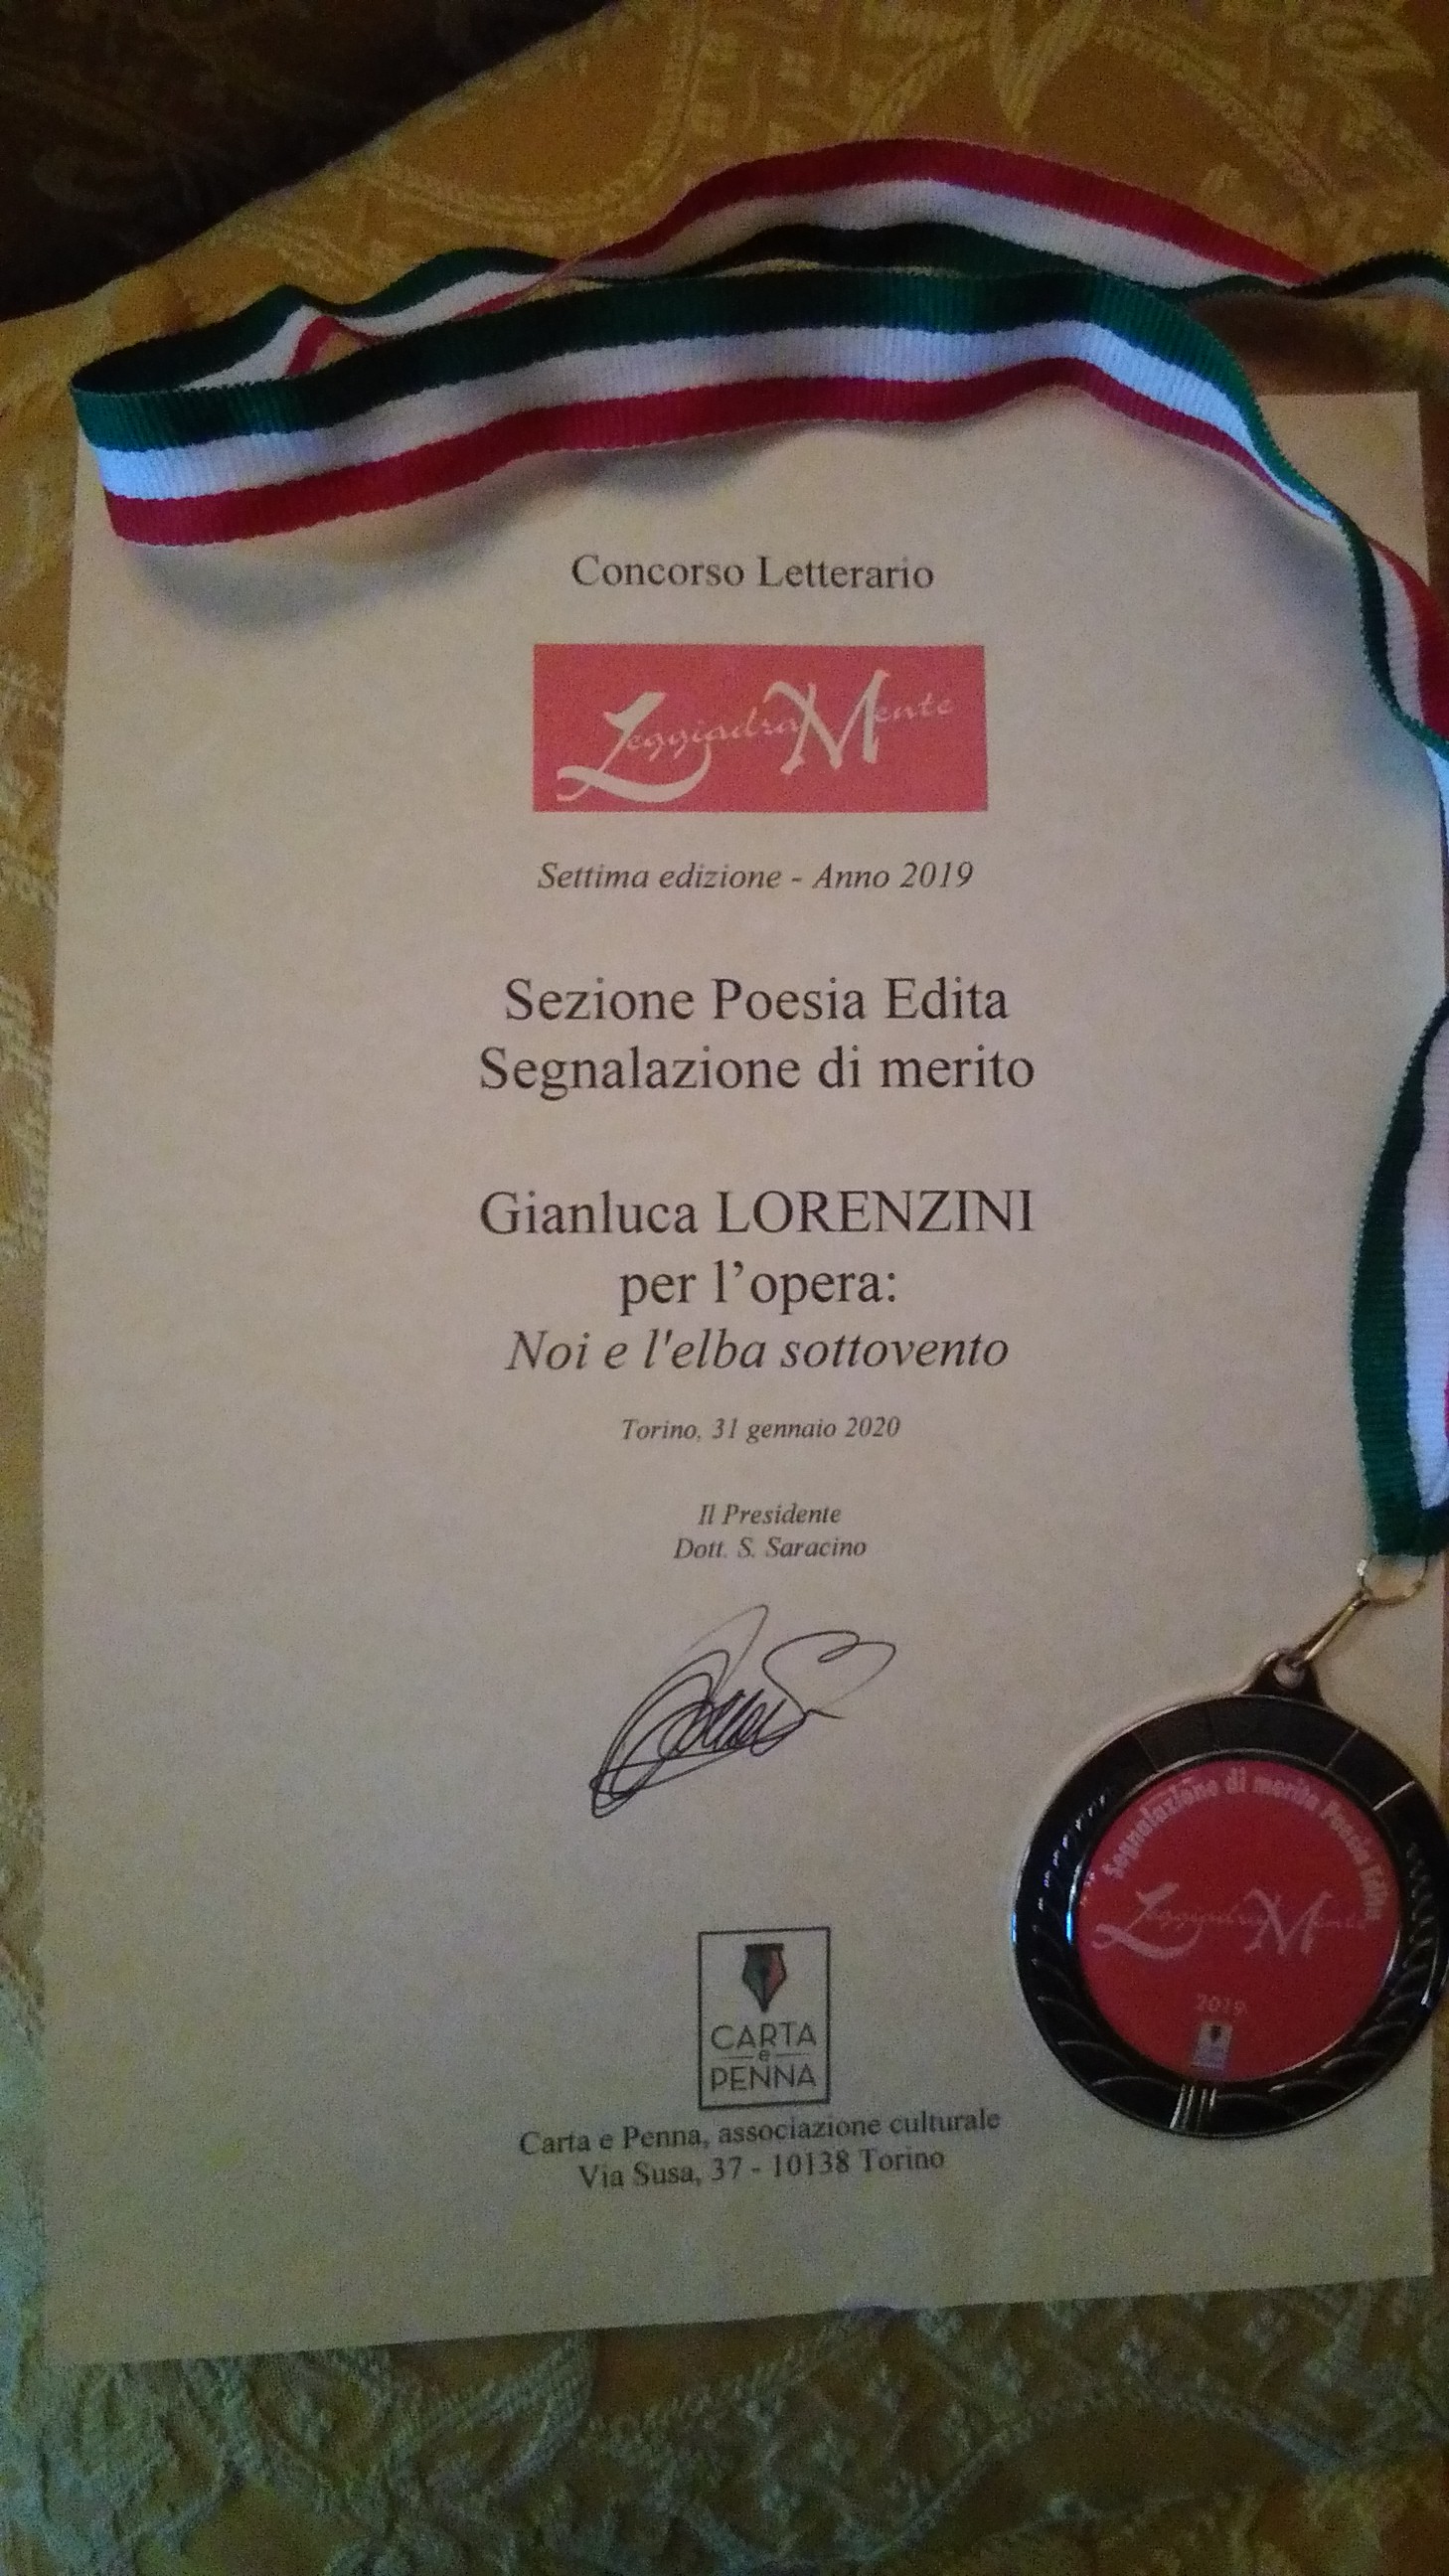 Concorso Letterario
LeggiadraMente
Settima edizione - Anno 2019
Sezione Poesia Edita
Segnalazione di merito
Gianluca LORENZINI
per l'opera:
Noi e l'elba sottovento
Torino, 31 gennaio 2020
Il Presidente
Dott. S. Saracino
Segnalazione di merito Poesia Edita
LeggiadraMente
2019
CARTA
e
PENNA
Carta e Penna, associazione culturale
Via Susa, 37 - 10138 Torino